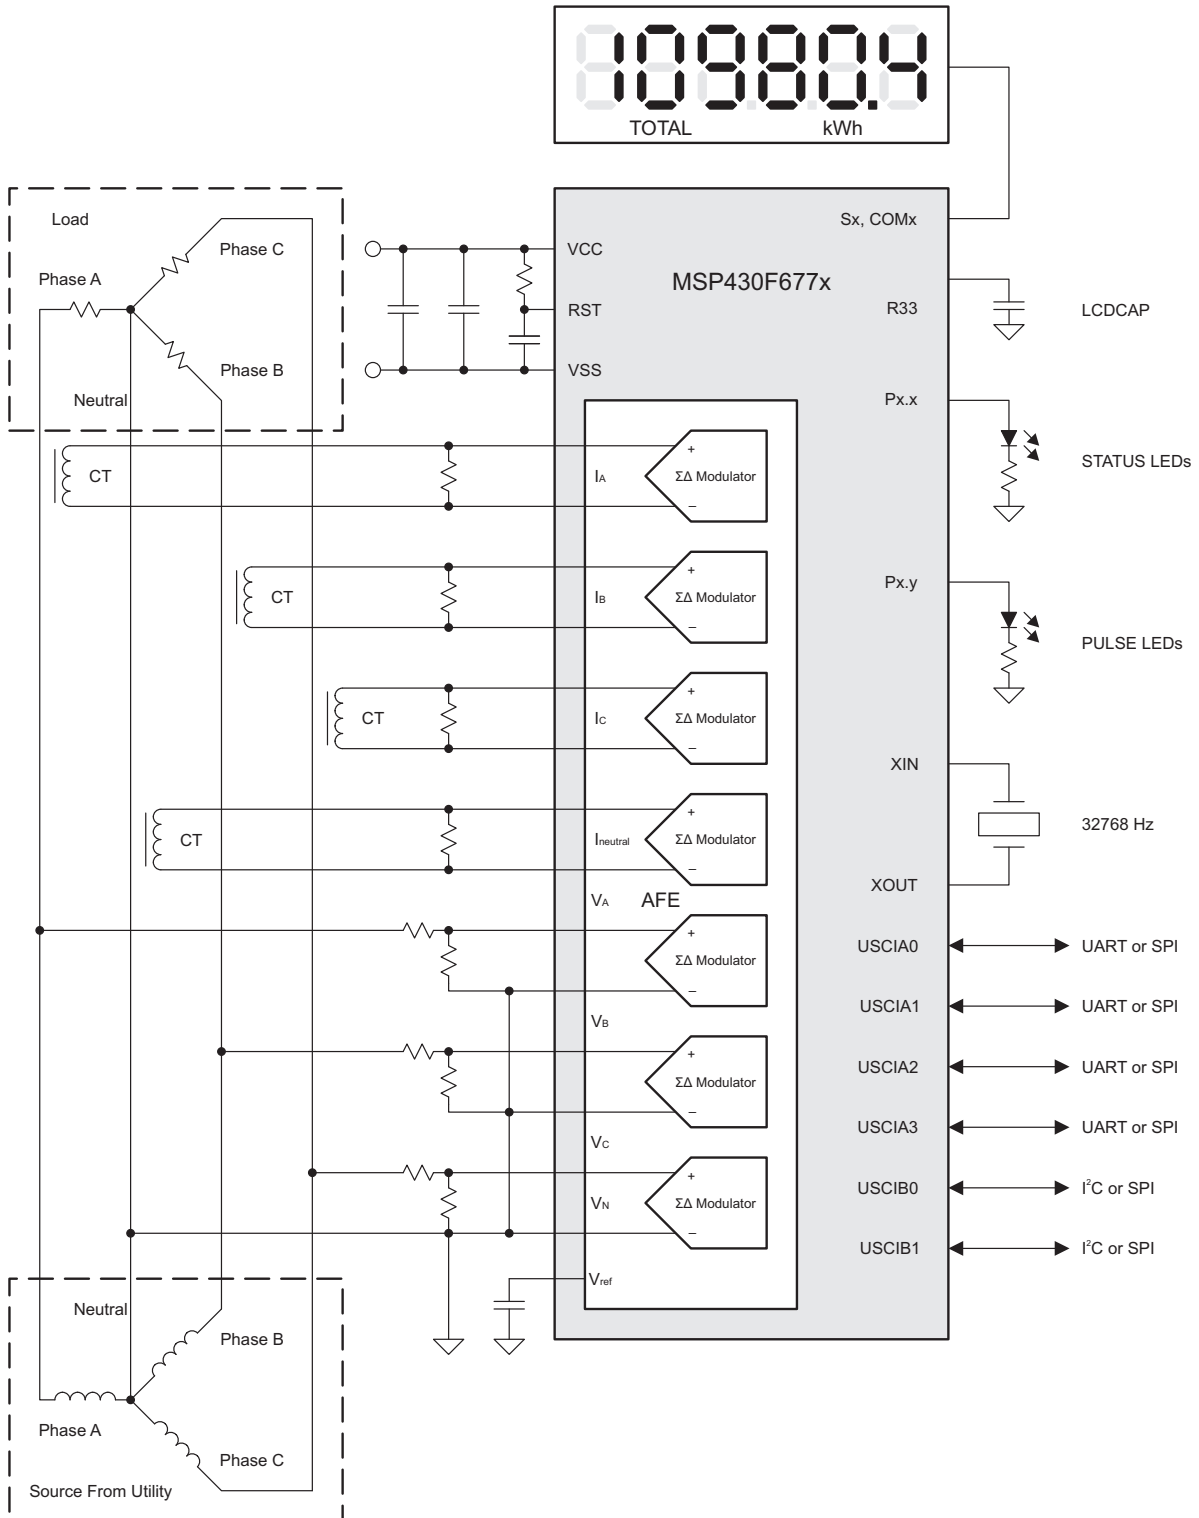 10980.4
TOTAL kWh
Load
Phase C
Phase A
Phase B
Neutral
VCC
RST
VSS
MSP430F677x
Sx, COMx
R33
LCDCAP
Px.x
STATUS LEDs
Px.y
PULSE LEDs
XIN
32768 Hz
XOUT
CT
IA
+
ΣΔ Modulator
−
CT
IB
+
ΣΔ Modulator
−
CT
IC
+
ΣΔ Modulator
−
CT
Ineutral
+
ΣΔ Modulator
−
VA
AFE
+
ΣΔ Modulator
−
VB
+
ΣΔ Modulator
−
VC
+
VN
ΣΔ Modulator
−
Vref
USCIA0
UART or SPI
USCIA1
UART or SPI
USCIA2
UART or SPI
USCIA3
UART or SPI
USCIB0
I²C or SPI
USCIB1
I²C or SPI
Neutral
Phase B
Phase A
Phase C
Source From Utility